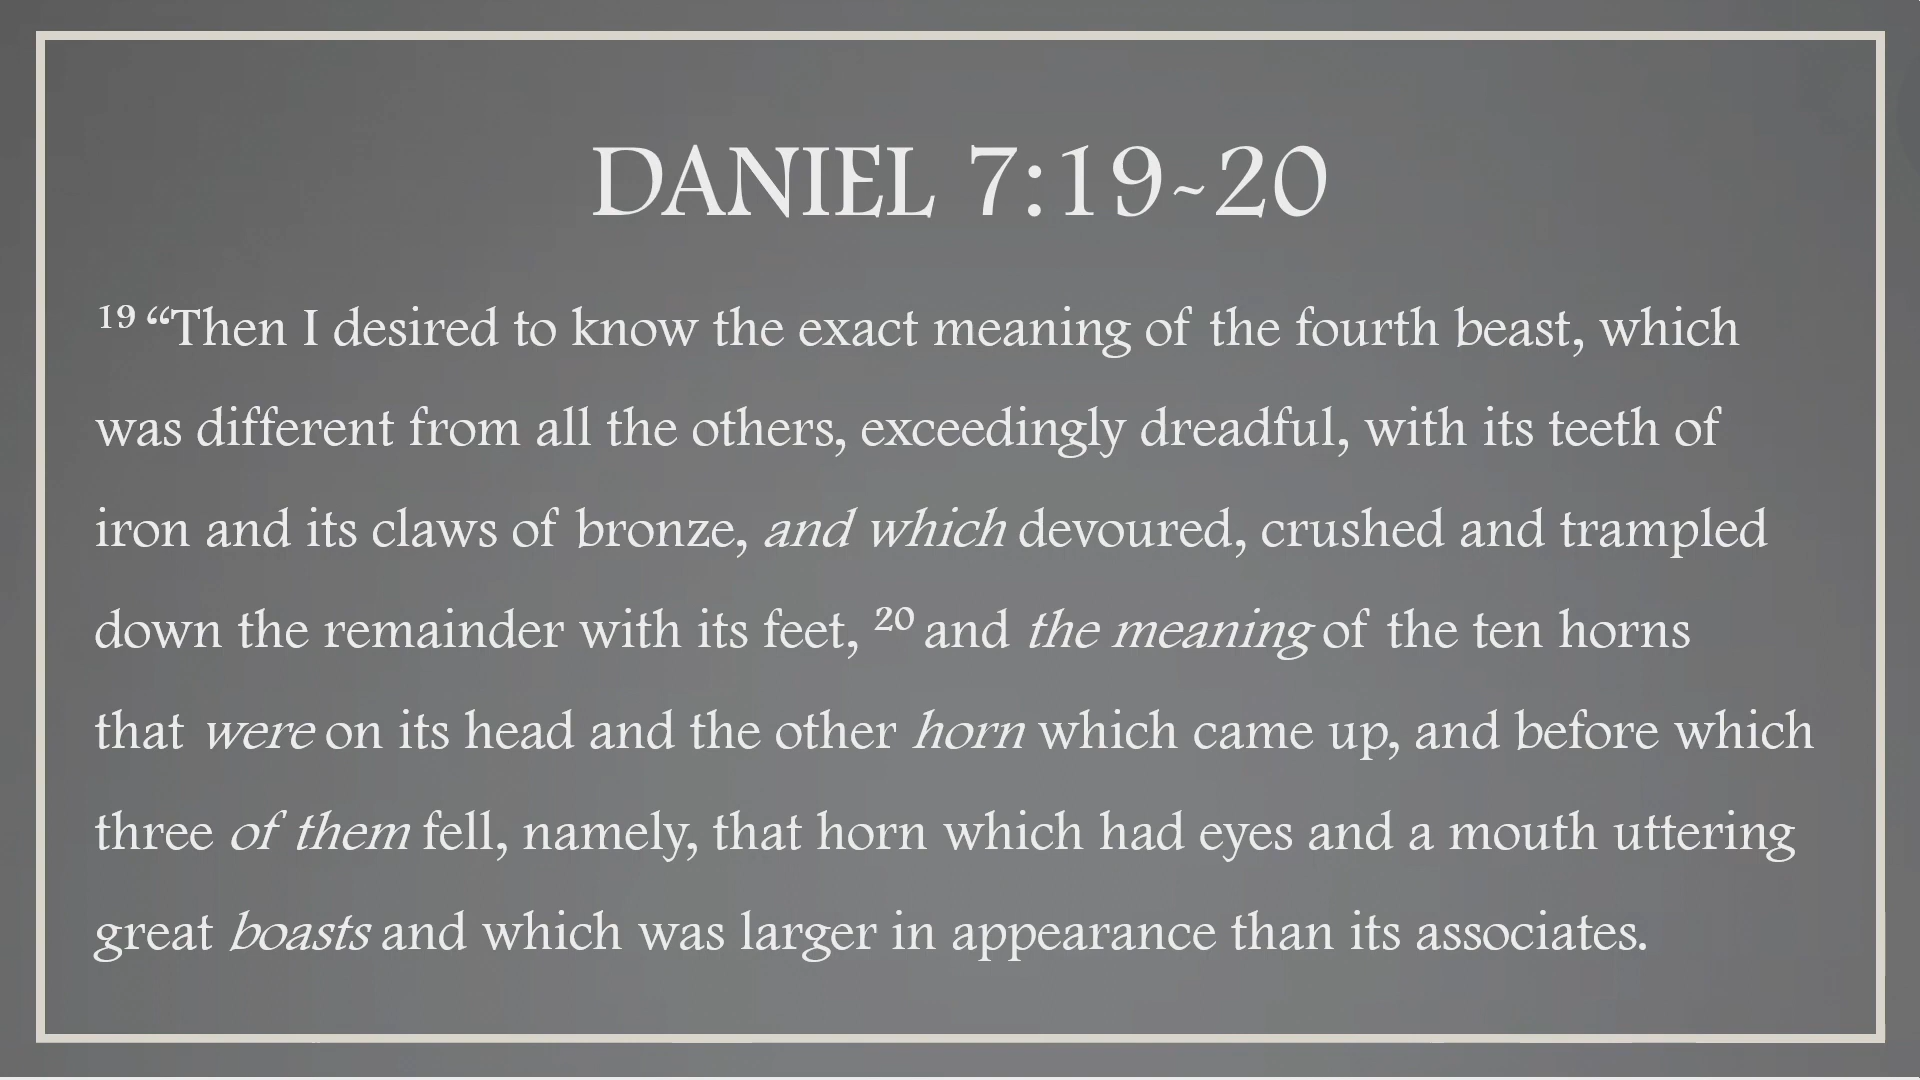 DANIEL 7:19~20
19 “Then I desired to know the exact meaning of the fourth beast, which
was different from all the others, exceedingly dreadful, with its teeth of
iron and its claws of bronze, and which devoured, crushed and trampled
down the remainder with its feet, 20 and the meaning of the ten horns
that were on its head and the other horn which came up, and before which
three of them fell, namely, that horn which had eyes and a mouth uttering
great boasts and which was larger in appearance than its associates.